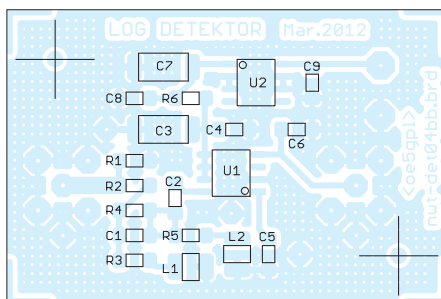 LOG DETEKTOR Mar.2012
C7
U2
C9
C8 R6
C3
C4
C6
R1
U1
R2
C2
R4
C1 R5
L2 C5
R3
L1
<oe5gpl>
nut-det04bb.brd